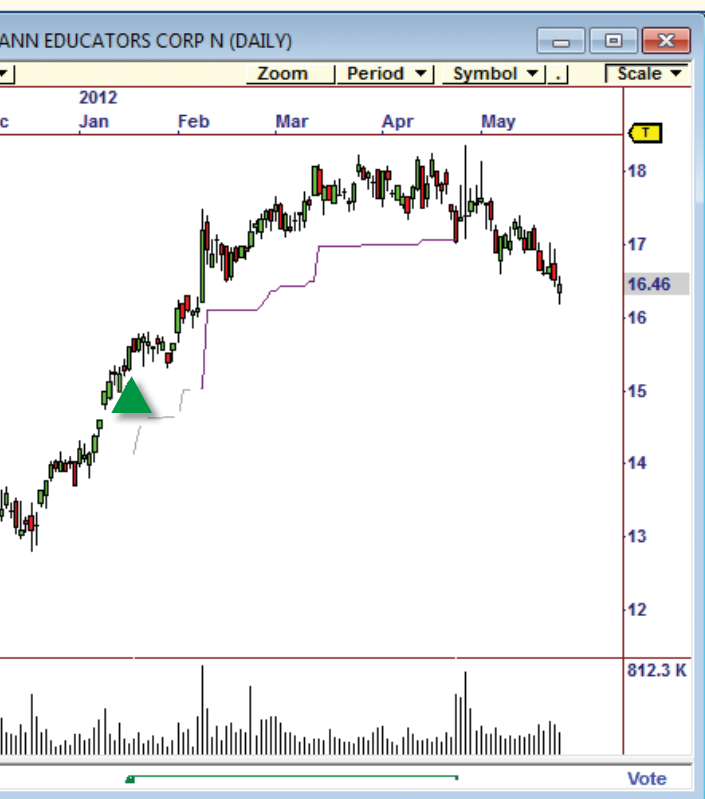 ANN EDUCATORS CORP N (DAILY)
Zoom Period Symbol . Scale
2012
c Jan Feb Mar Apr May
T
18
17
16.46
16
15
14
13
12
812.3 K
Vote